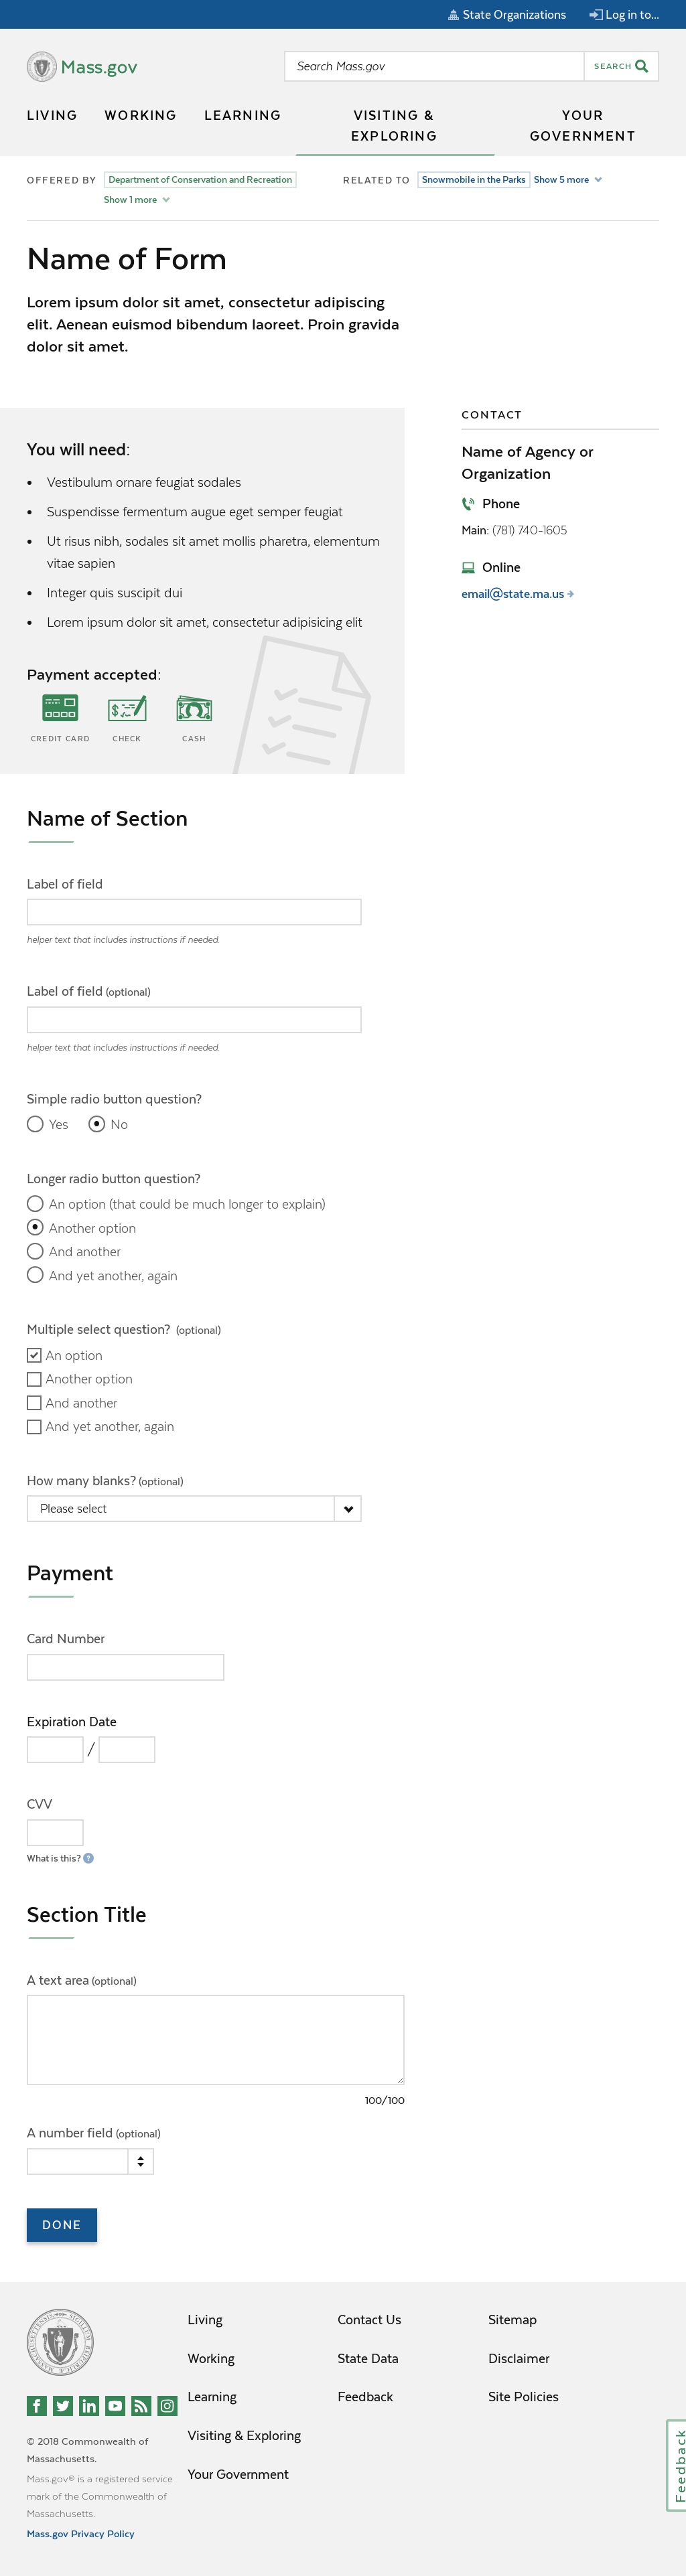 State Organizations
Log in to...
Mass.gov
Search Mass.gov
SEARCH
LIVING
WORKING
LEARNING
VISITING &
EXPLORING
YOUR
GOVERNMENT
OFFERED BY
Department of Conservation and Recreation
Show 1 more
RELATED TO
Snowmobile in the Parks
Show 5 more
Name of Form
Lorem ipsum dolor sit amet, consectetur adipiscing
elit. Aenean euismod bibendum laoreet. Proin gravida
dolor sit amet.
You will need:
Vestibulum ornare feugiat sodales
Suspendisse fermentum augue eget semper feugiat
Ut risus nibh, sodales sit amet mollis pharetra, elementum
vitae sapien
Integer quis suscipit dui
Lorem ipsum dolor sit amet, consectetur adipisicing elit
Payment accepted:
CREDIT CARD
CHECK
CASH
CONTACT
Name of Agency or
Organization
Phone
Main: (781) 740-1605
Online
email@state.ma.us
Name of Section
Label of field
helper text that includes instructions if needed.
Label of field (optional)
helper text that includes instructions if needed.
Simple radio button question?
Yes
No
Longer radio button question?
An option (that could be much longer to explain)
Another option
And another
And yet another, again
Multiple select question? (optional)
An option
Another option
And another
And yet another, again
How many blanks? (optional)
Please select
Payment
Card Number
Expiration Date
/
CVV
What is this? ?
Section Title
A text area (optional)
100/100
A number field (optional)
DONE
Living
Working
Learning
Visiting & Exploring
Your Government
Contact Us
State Data
Feedback
Sitemap
Disclaimer
Site Policies
© 2018 Commonwealth of
Massachusetts.
Mass.gov® is a registered service
mark of the Commonwealth of
Massachusetts.
Mass.gov Privacy Policy
Feedback